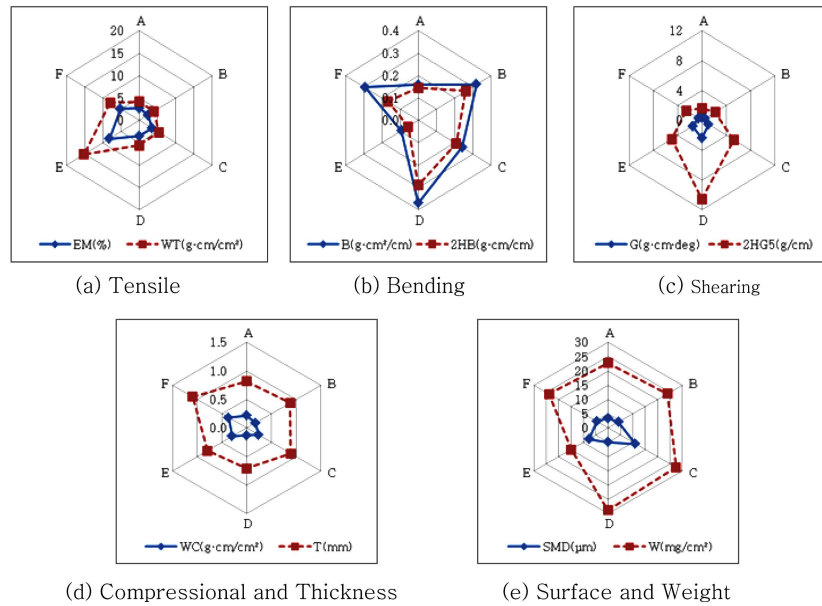 A
20
15
10
5
0
F
B
E
C
D
EM(%) WT(g·cm/cm²)
(a) Tensile
A
0.4
0.3
0.2
0.1
0
F
B
E
C
D
B(g·cm²/cm) 2HB(g·cm/cm)
(b) Bending
A
12
8
4
0
F
B
E
C
D
G(g·cm·deg) 2HG5(g/cm)
(c) Shearing
A
1.5
1.0
0.5
0.0
F
B
E
C
D
WC(g·cm/cm²) T(mm)
(d) Compressional and Thickness
A
30
25
20
15
10
5
0
F
B
E
C
D
SMD(μm) W(mg/cm²)
(e) Surface and Weight